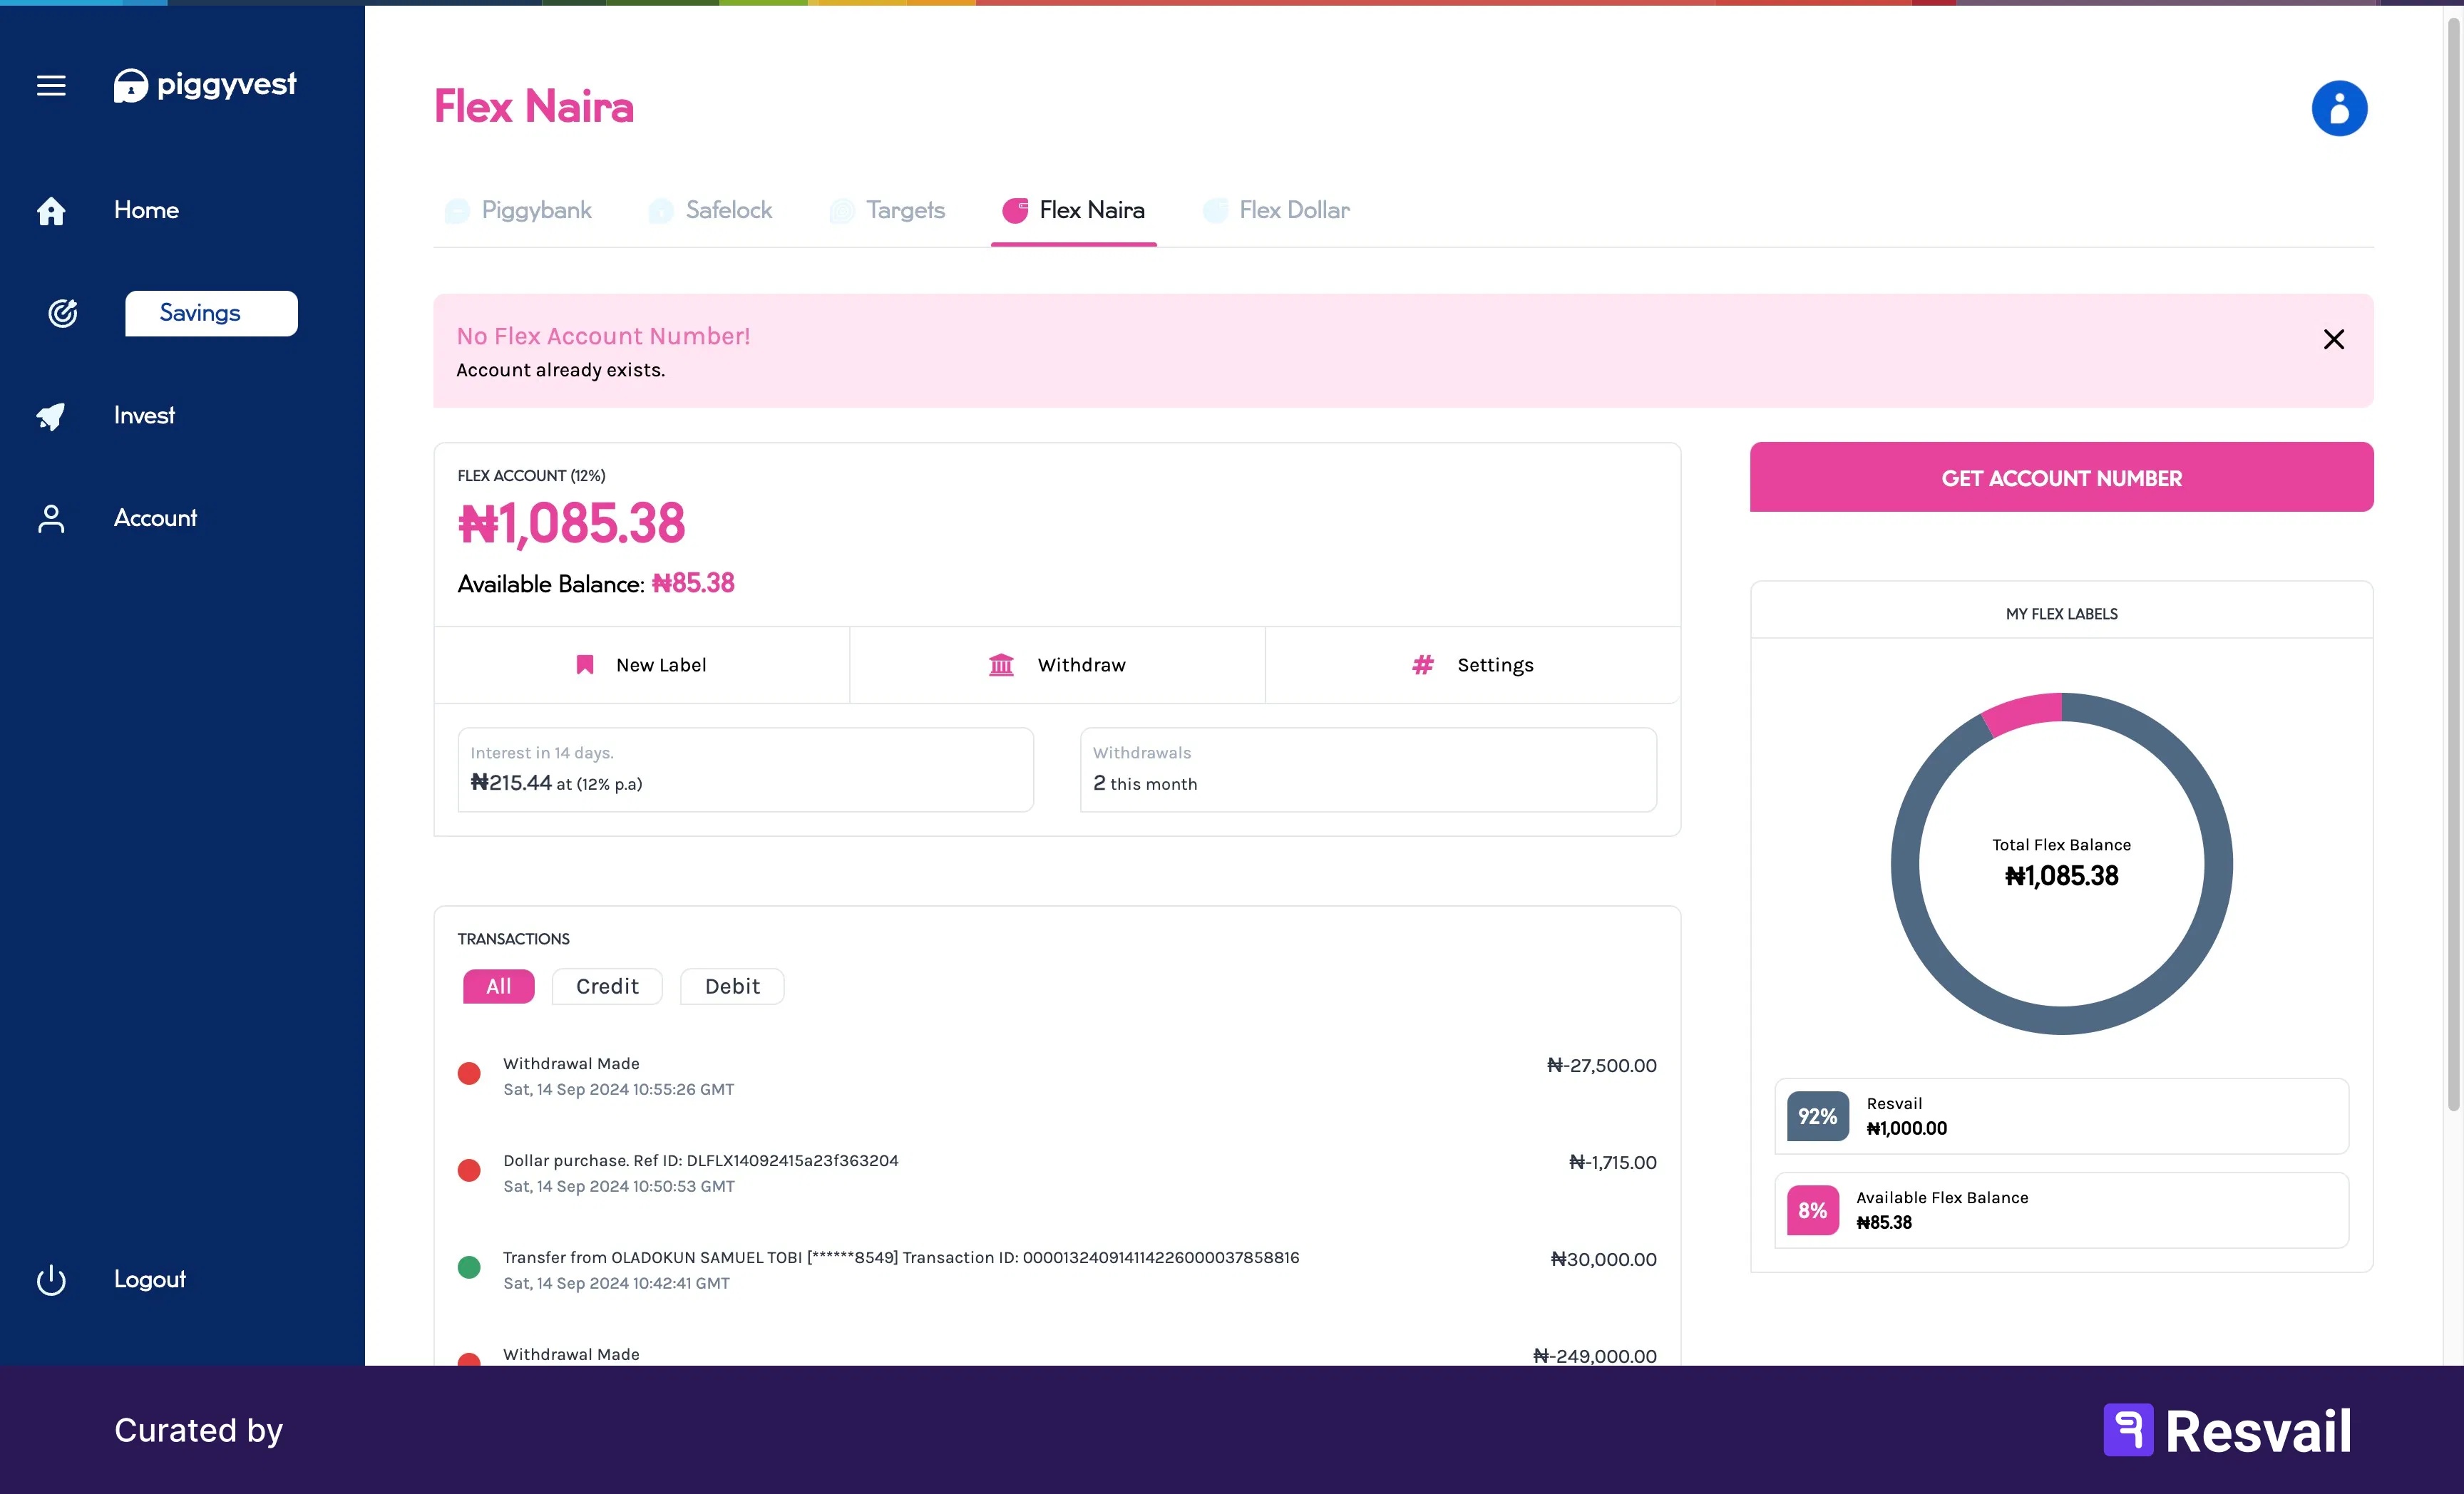 piggyvest
Home
Savings
Invest
Account
Logout
Flex Naira
Piggybank
Safelock
Targets
Flex Naira
Flex Dollar
No Flex Account Number!
Account already exists.
FLEX ACCOUNT (12%)
₦1,085.38
Available Balance: ₦85.38
New Label
Withdraw
# Settings
Interest in 14 days.
₦215.44 at (12% p.a)
Withdrawals
2 this month
TRANSACTIONS
All
Credit
Debit
Withdrawal Made
₦-27,500.00
Sat, 14 Sep 2024 10:55:26 GMT
Dollar purchase. Ref ID: DLFLX14092415a23f363204
₦-1,715.00
Sat, 14 Sep 2024 10:50:53 GMT
Transfer from OLADOKUN SAMUEL TOBI [******8549] Transaction ID: 000013240914114226000037858816
₦30,000.00
Sat, 14 Sep 2024 10:42:41 GMT
Withdrawal Made
₦-249,000.00
GET ACCOUNT NUMBER
MY FLEX LABELS
Total Flex Balance
₦1,085.38
92%
Resvail
₦1,000.00
8%
Available Flex Balance
₦85.38
Curated by
Resvail